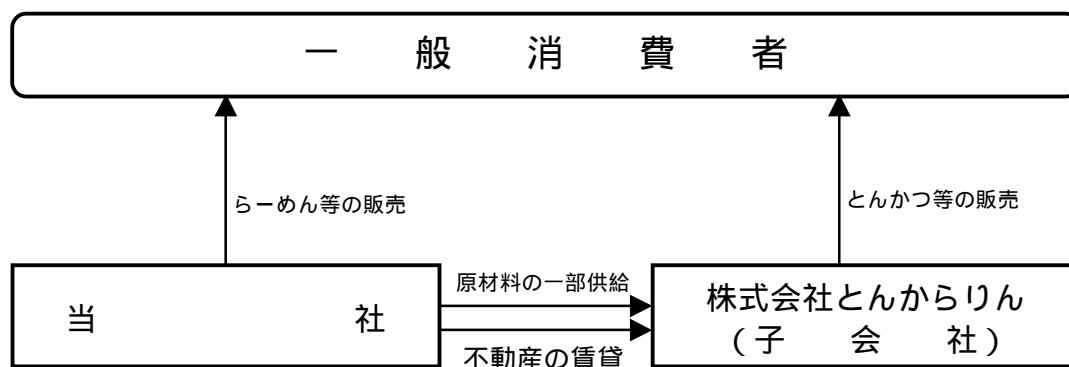 一般消費者
らーめん等の販売
とんかつ等の販売
原材料の一部供給
当社
株式会社とんからりん
(子会社)
不動産の賃貸